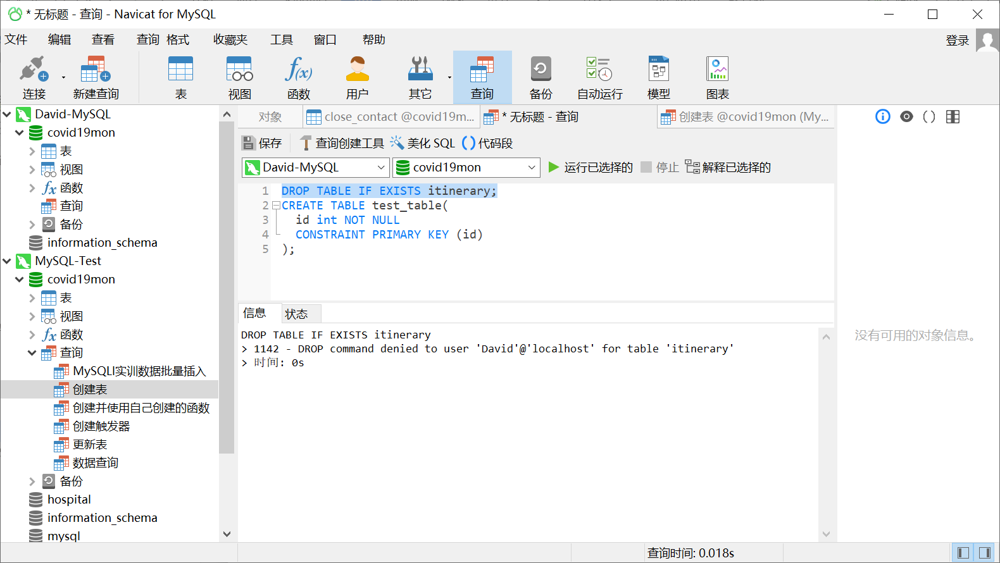 * 无标题 - 查询 - Navicat for MySQL
文件 编辑 查看 查询 格式 收藏夹 工具 窗口 帮助 登录
连接 新建查询 表 视图 函数 用户 其它 查询 备份 自动运行 模型 图表
David-MySQL
covid19mon
表
视图
函数
查询
备份
information_schema
MySQL-Test
covid19mon
表
视图
函数
查询
MySQLI实训数据批量插入
创建表
创建并使用自己创建的函数
创建触发器
更新表
数据查询
备份
hospital
information_schema
mysql
对象 close_contact @covid19m... * 无标题 - 查询 创建表 @covid19mon (My...
保存 查询创建工具 美化 SQL 代码段
David-MySQL covid19mon 运行已选择的 停止 解释已选择的
1 DROP TABLE IF EXISTS itinerary;
2 CREATE TABLE test_table(
3 id int NOT NULL
4 CONSTRAINT PRIMARY KEY (id)
5 );
信息 状态
DROP TABLE IF EXISTS itinerary
> 1142 - DROP command denied to user 'David'@'localhost' for table 'itinerary'
> 时间: 0s
没有可用的对象信息。
查询时间: 0.018s